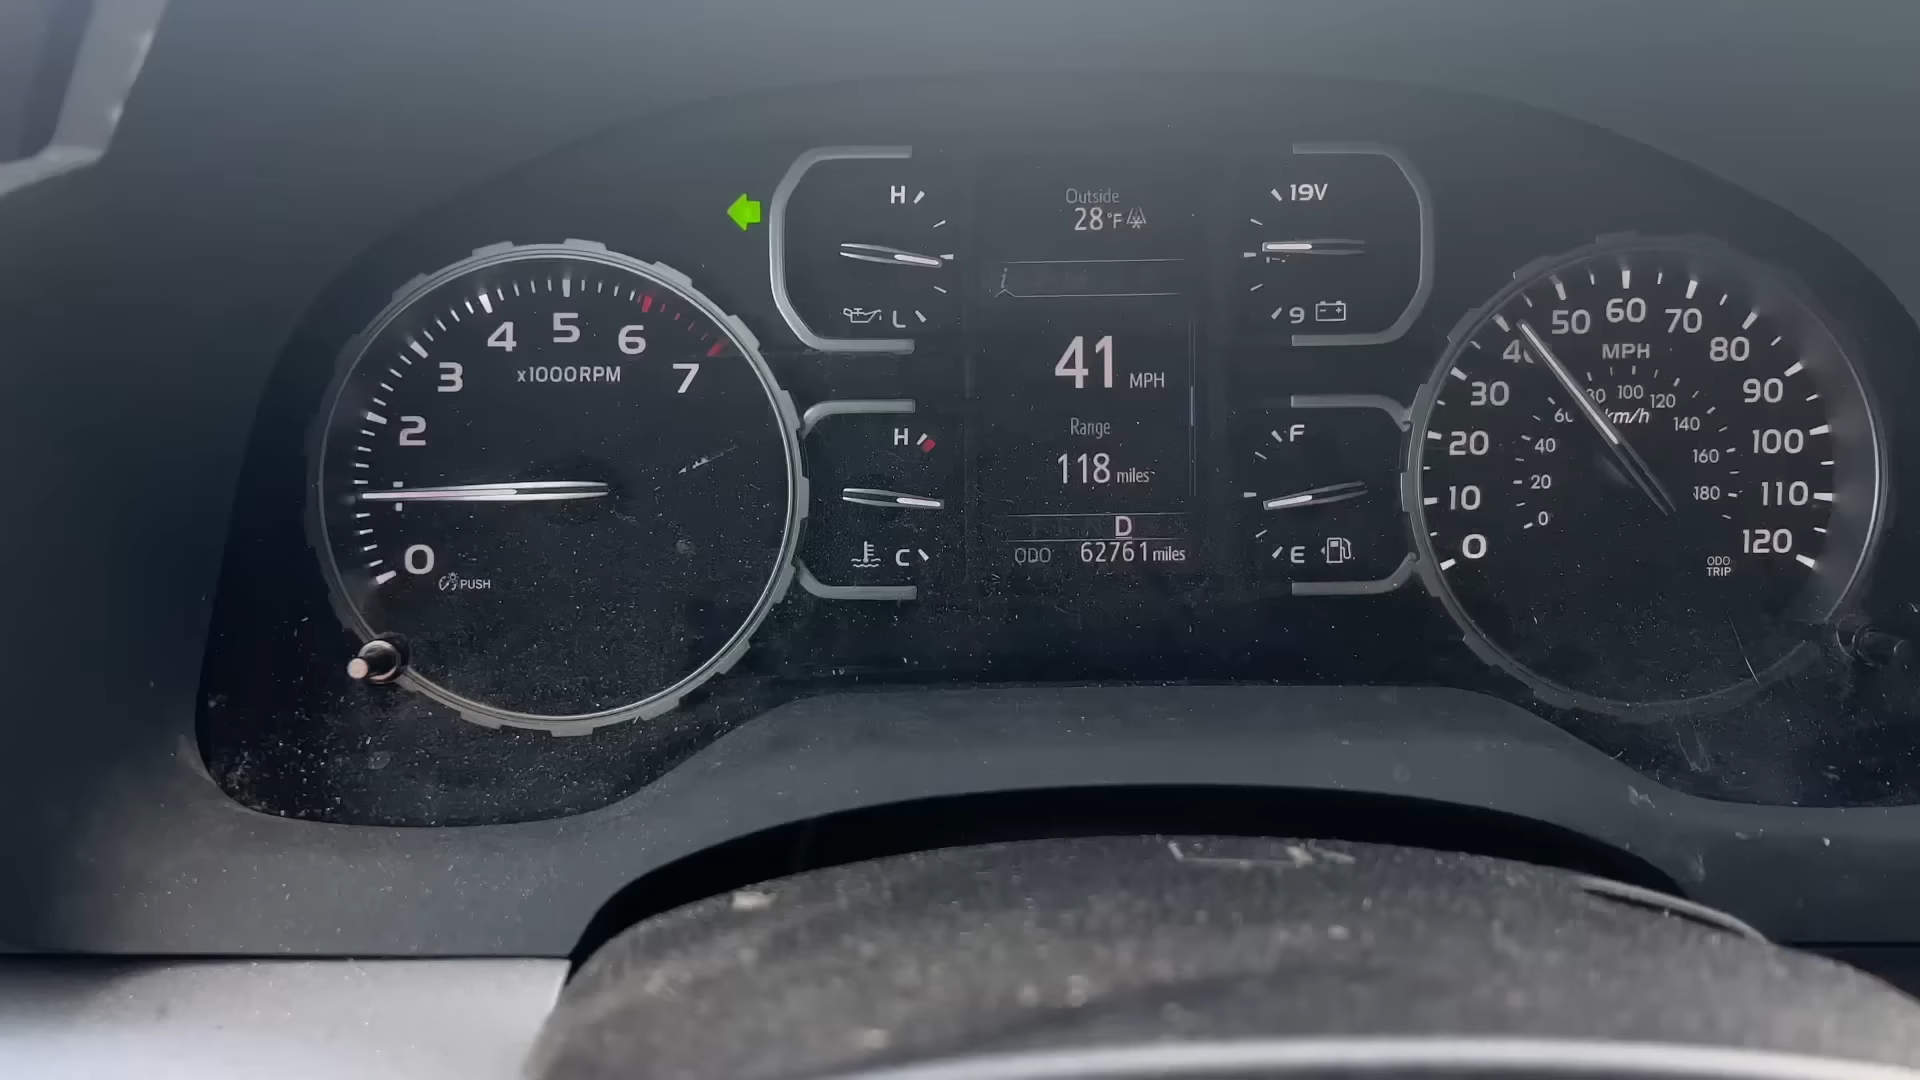 0
2
3
4
5
6
7
x1000RPM
PUSH
H
L
H
C
Outside
28°F
41 MPH
Range
118 miles
D
ODO 62761 miles
19V
9
F
E
0
10
20
30
50
60
70
80
90
100
110
120
MPH
km/h
0
20
40
100
120
140
160
180
ODO
TRIP